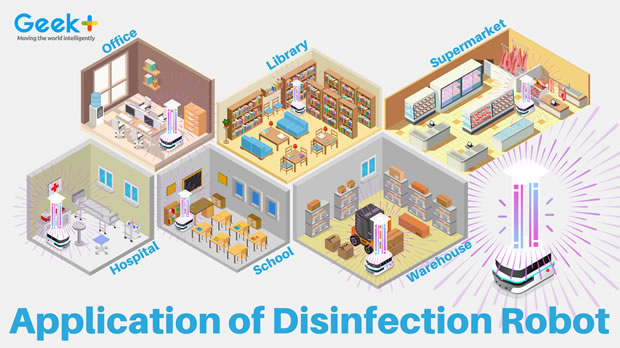 Geek+
Moving the world intelligently
Office
Library
Supermarket
Hospital
School
Warehouse
Application of Disinfection Robot